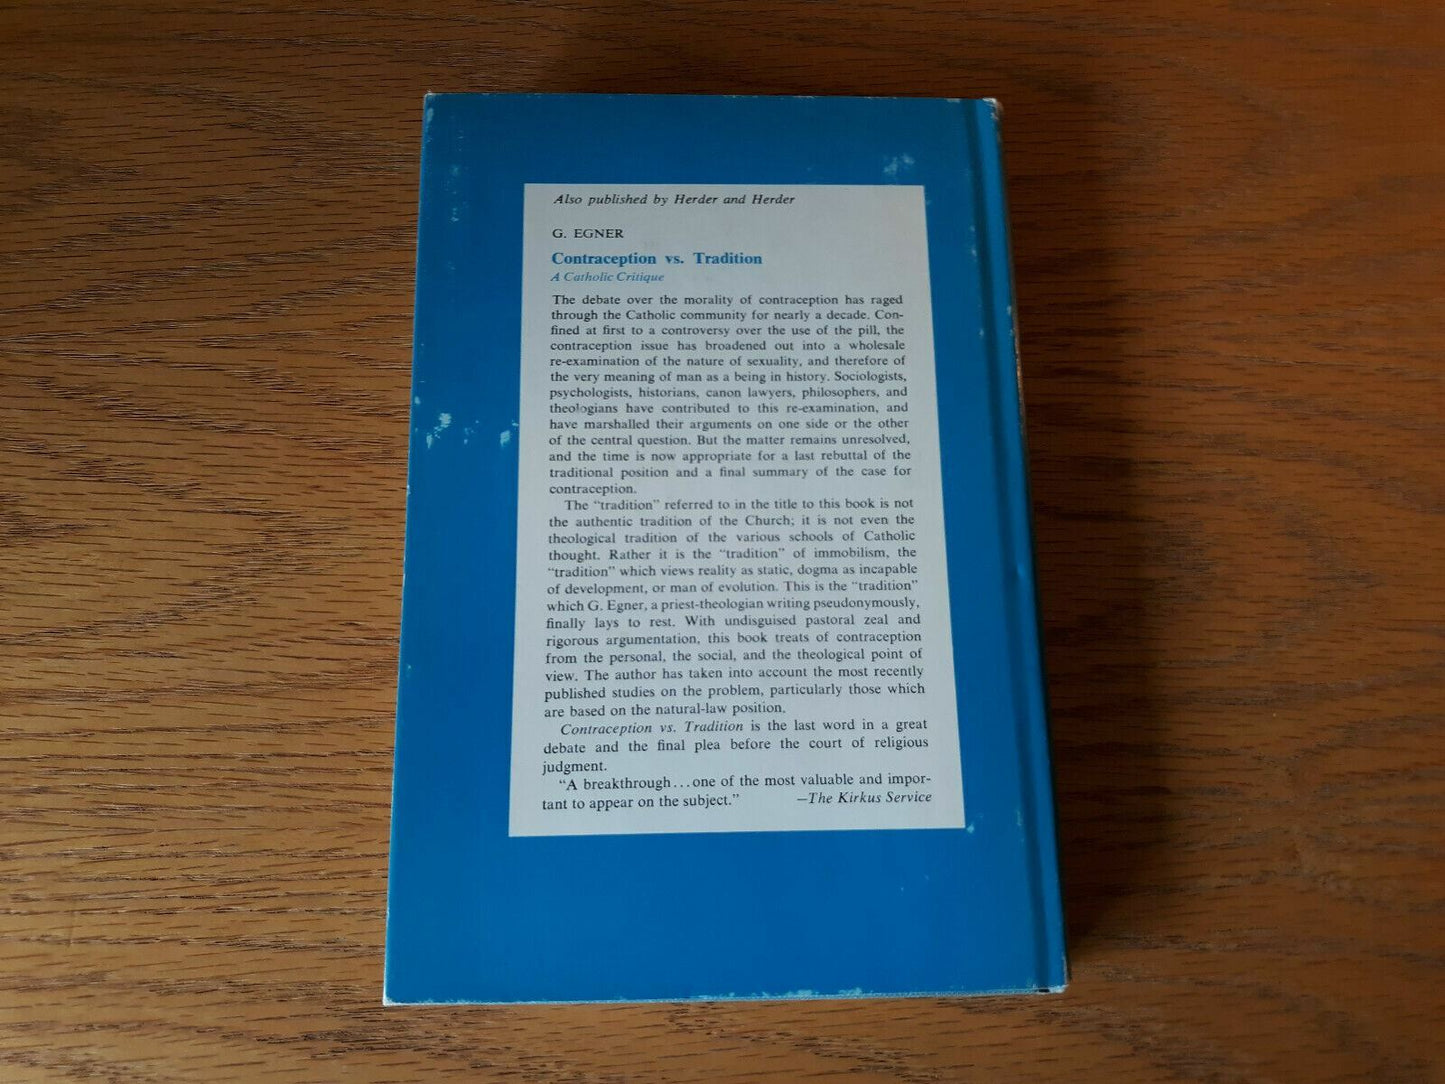 Also published by Herder and Herder
G. EGNER
Contraception vs. Tradition
A Catholic Critique
The debate over the morality of contraception has raged
through the Catholic community for nearly a decade. Con-
fined at first to a controversy over the use of the pill, the
contraception issue has broadened out into a wholesale
re-examination of the nature of sexuality, and therefore of
the very meaning of man as a being in history. Sociologists,
psychologists, historians, canon lawyers, philosophers, and
theologians have contributed to this re-examination, and
have marshalled their arguments on one side or the other
of the central question. But the matter remains unresolved,
and the time is now appropriate for a last rebuttal of the
traditional position and a final summary of the case for
contraception.
The “tradition” referred to in the title to this book is not
the authentic tradition of the Church; it is not even the
theological tradition of the various schools of Catholic
thought. Rather it is the “tradition” of immobilism, the
“tradition” which views reality as static, dogma as incapable
of development, or man of evolution. This is the “tradition”
which G. Egner, a priest-theologian writing pseudonymously,
finally lays to rest. With undisguised pastoral zeal and
rigorous argumentation, this book treats of contraception
from the personal, the social, and the theological point of
view. The author has taken into account the most recently
published studies on the problem, particularly those which
are based on the natural-law position.
Contraception vs. Tradition is the last word in a great
debate and the final plea before the court of religious
judgment.
“A breakthrough...one of the most valuable and impor-
tant to appear on the subject.” —The Kirkus Service